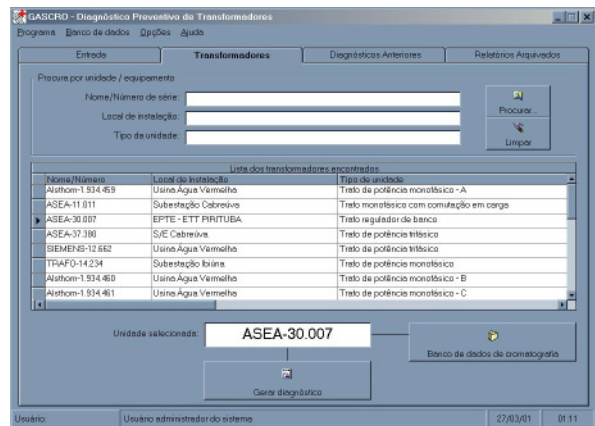 GASCRO - Diagnóstico Preventivo de Transformadores
Programa Banco de dados Opções Ajuda
Entrada Transformadores Diagnósticos Anteriores Relatórios Arquivados
Procura por unidade / equipamento
Nome/Número de série:
Local de instalação:
Tipo da unidade:
Procurar...
Limpar
Lista dos transformadores encontrados
Nome/Número Local de Instalação Tipo de unidade
Alsthom-1.934.459 Usina Água Vermelha Trafo de potência monofásico - A
ASEA-11.011 Subestação Cabreúva Trafo monofásico com comutação em carga
ASEA-30.007 EPTE - ETT PIRITUBA Trafo regulador de banco
ASEA-37.380 S/E Cabreúva Trafo de potência trifásico
SIEMENS-12.662 Usina Água Vermelha Trafo de potência trifásico
TRAFO-14.234 Subestação Ibiúna Trafo de potência monofásico
Alsthom-1.934.460 Usina Água Vermelha Trafo de potência monofásico - B
Alsthom-1.934.461 Usina Água Vermelha Trafo de potência monofásico - C
Unidade selecionada: ASEA-30.007
Banco de dados de cromatografia
Gerar diagnóstico
Usuário: Usuário administrador do sistema 27/03/01 01:11